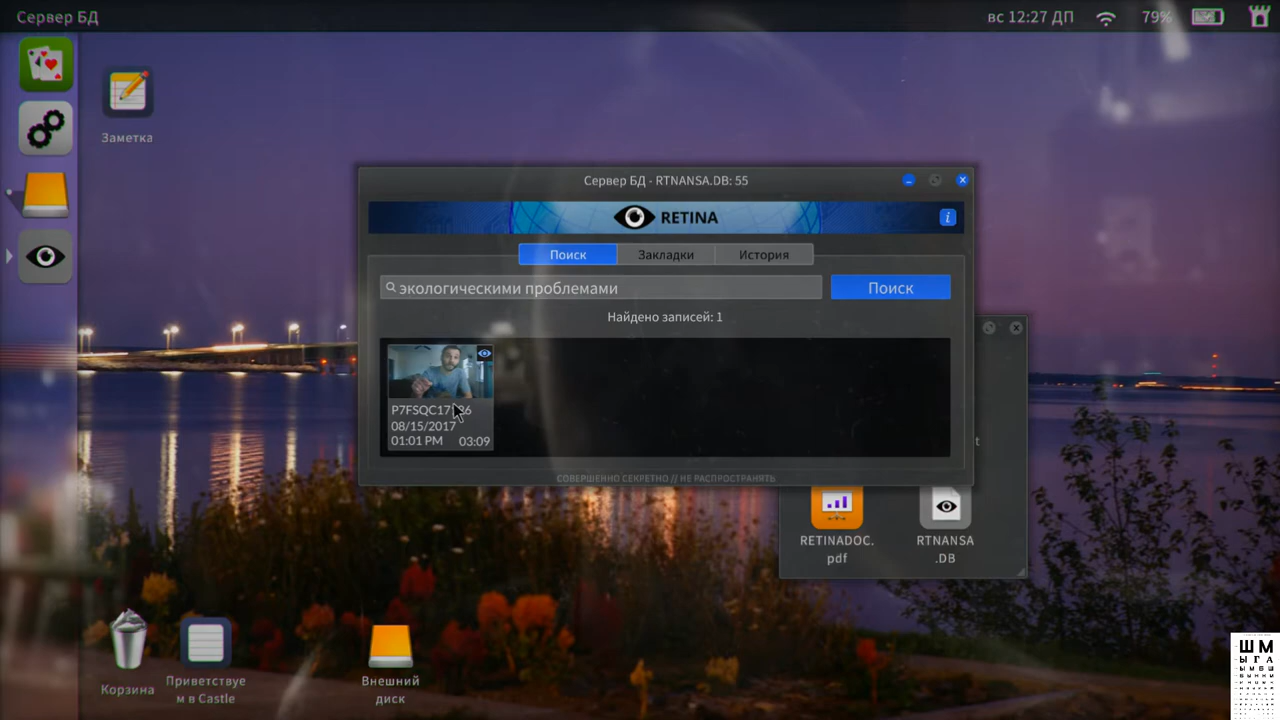 Сервер БД
вс 12:27 ДП
79%
Заметка
Сервер БД - RTNANSA.DB: 55
RETINA
i
Поиск
Закладки
История
экологическими проблемами
Поиск
Найдено записей: 1
08/15/2017
01:01 PM
03:09
СОВЕРШЕННО СЕКРЕТНО // НЕ РАСПРОСТРАНЯТЬ
t
RETINADOC.
pdf
RTNANSA
.DB
Корзина
Приветствуе
м в Castle
Внешний
диск
Ш М
Ы Г А